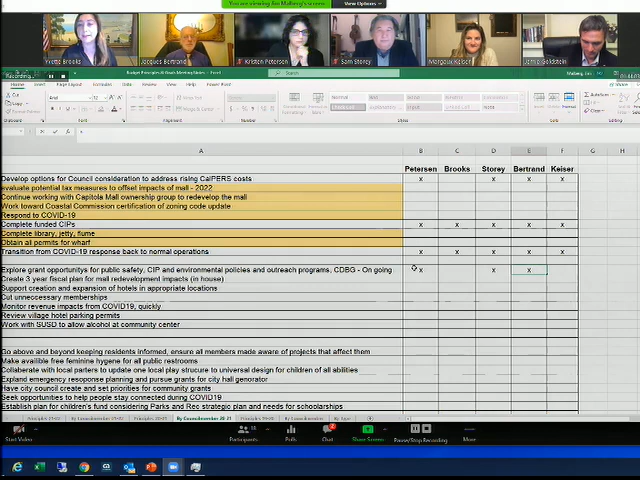 You are viewing Jim Malberg's screen
View Options
Yvette Brooks
Jacques Bertrand
Kristen Petersen
Sam Storey
Margaux Keiser
Jamie Goldstein
Recording...
Search
Home
A
B
C
D
E
F
G
H
Petersen
Brooks
Storey
Bertrand
Keiser
Develop options for Council consideration to address rising CalPERS costs x x x x
evaluate potential tax measures to offset impacts of mall - 2022
Continue working with Capitola Mall ownership group to redevelop the mall
Work toward Coastal Commission certification of zoning code update
Respond to COVID-19
Complete funded CIPs x x x x x
Complete library, jetty, flume
Obtain all permits for wharf
Transition from COVID-19 response back to normal operations x x x x x
Explore grant opportunitys for public safety, CIP and environmental policies and outreach programs, CDBG - On going x x x
Create 3 year fiscal plan for mall redevelopment impacts (in house)
Support creation and expansion of hotels in appropriate locations
Cut unneccessary memberships
Monitor revenue impacts from COVID19, quickly
Review village hotel parking permits
Work with SUSD to allow alcohol at community center
Go above and beyond keeping residents informed, ensure all members made aware of projects that affect them
Make availible free feminine hygene for all public restrooms
Collaborate with local parters to update one local play strucure to universal design for children of all abilities
Expland emergency resoponse planning and pursue grants for city hall genorator
Have city council create and set priorities for community grants
Seek opportunities to help people stay connected during COVID19
Establish plan for children's fund considering Parks and Rec strategic plan and needs for scholarships
Start Video
Participants
Polls
Chat
Share Screen
Pause/Stop Recording
More